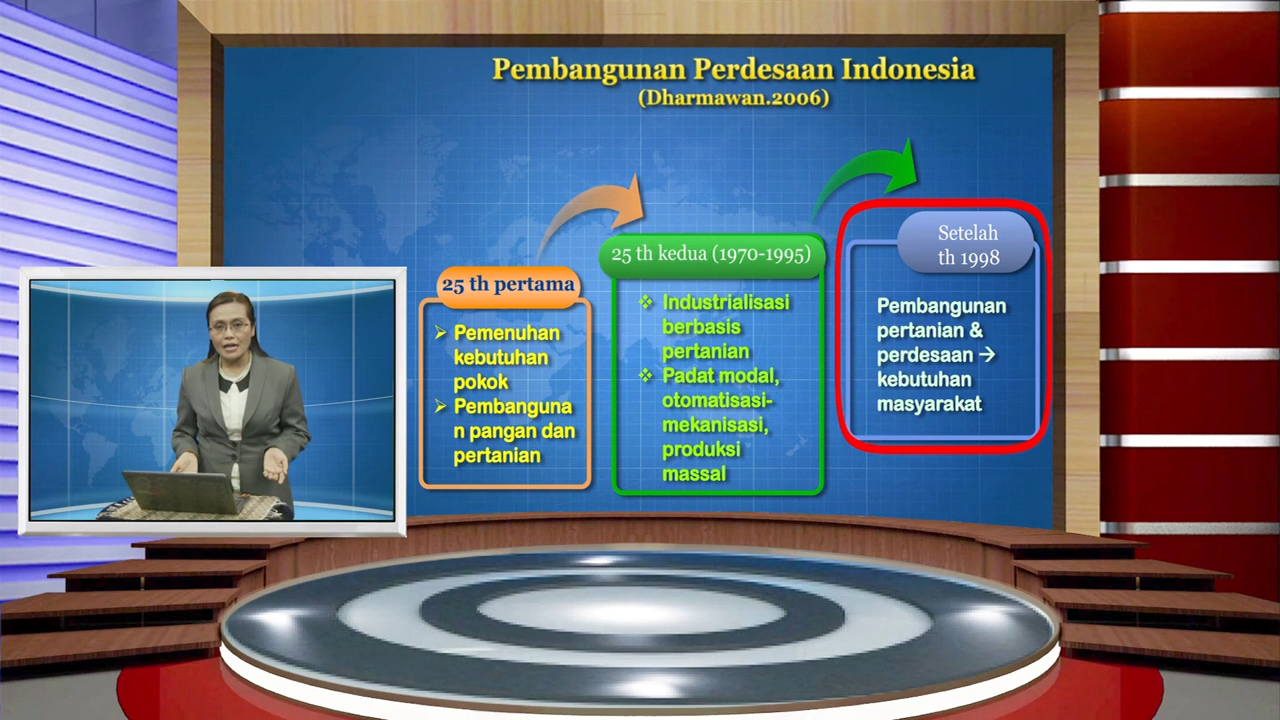 Pembangunan Perdesaan Indonesia
(Dharmawan.2006)
25 th pertama
➢ Pemenuhan
kebutuhan
pokok
➢ Pembanguna
n pangan dan
pertanian
25 th kedua (1970-1995)
❖ Industrialisasi
berbasis
pertanian
❖ Padat modal,
otomatisasi-
mekanisasi,
produksi
massal
Setelah
th 1998
Pembangunan
pertanian &
perdesaan →
kebutuhan
masyarakat